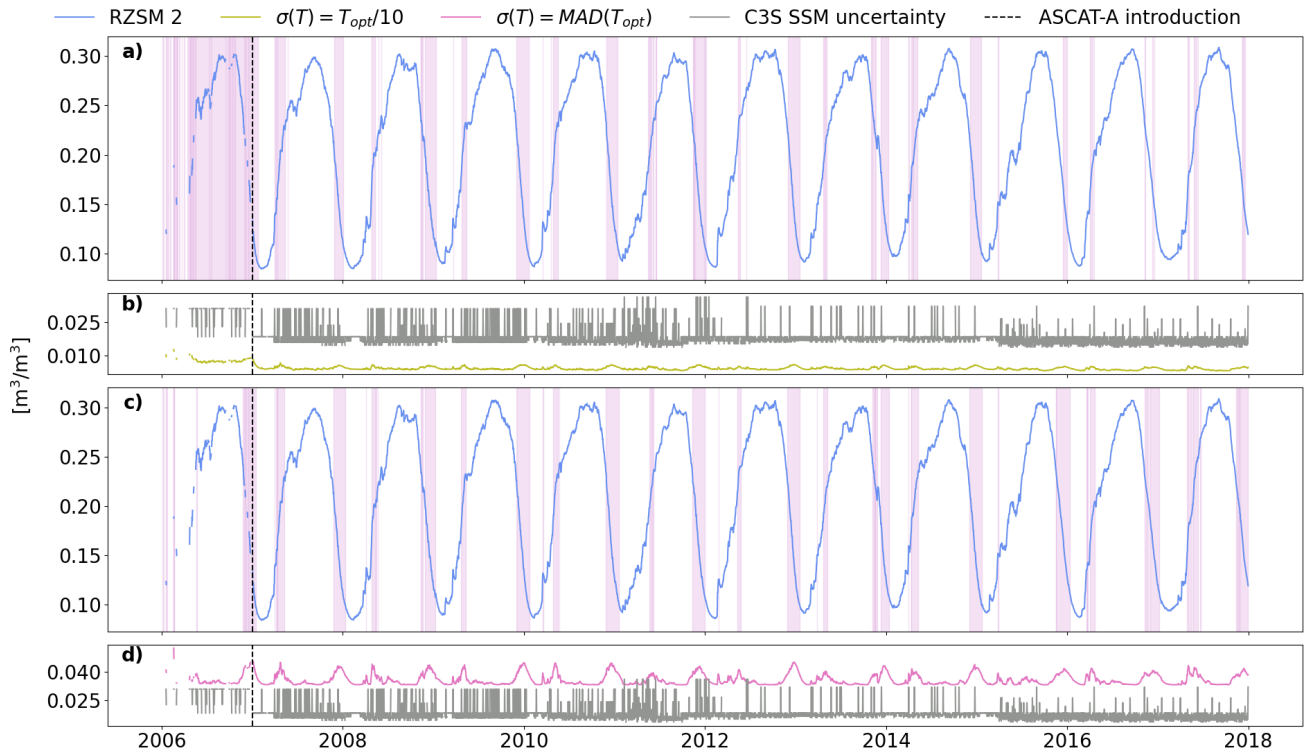 RZSM 2 σ(T) = T_opt/10 σ(T) = MAD(T_opt) C3S SSM uncertainty ASCAT-A introduction
a)
0.30
0.25
0.20
0.15
0.10
b)
0.025
0.010
[m³/m³]
c)
0.30
0.25
0.20
0.15
0.10
d)
0.040
0.025
2006 2008 2010 2012 2014 2016 2018